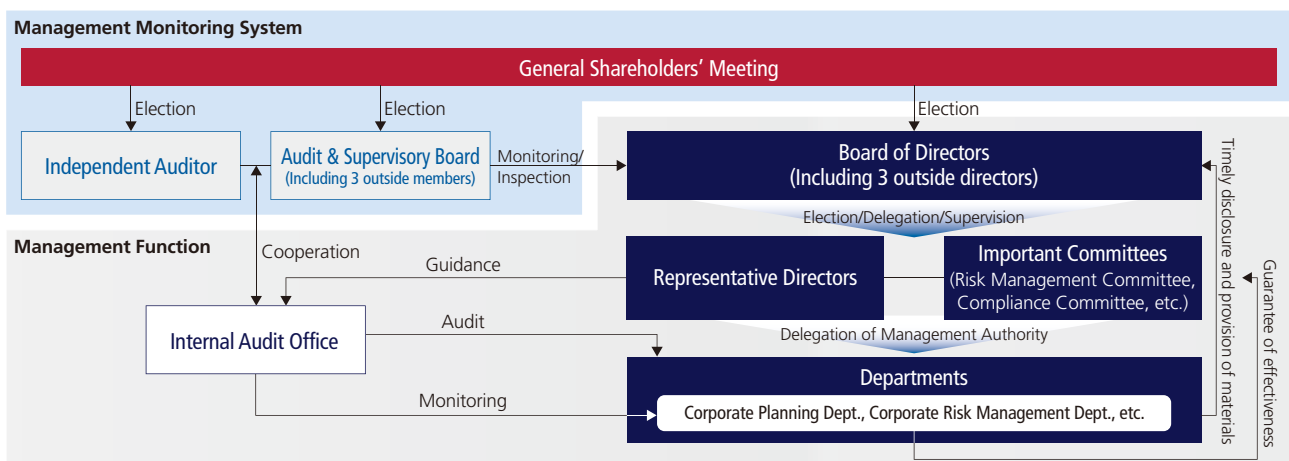 Management Monitoring System
General Shareholders’ Meeting
Election
Election
Election
Independent Auditor
Audit & Supervisory Board
(Including 3 outside members)
Monitoring/
Inspection
Board of Directors
(Including 3 outside directors)
Election/Delegation/Supervision
Management Function
Cooperation
Guidance
Representative Directors
Important Committees
(Risk Management Committee,
Compliance Committee, etc.)
Internal Audit Office
Audit
Delegation of Management Authority
Departments
Monitoring
Corporate Planning Dept., Corporate Risk Management Dept., etc.
Timely disclosure and provision of materials
Guarantee of effectiveness